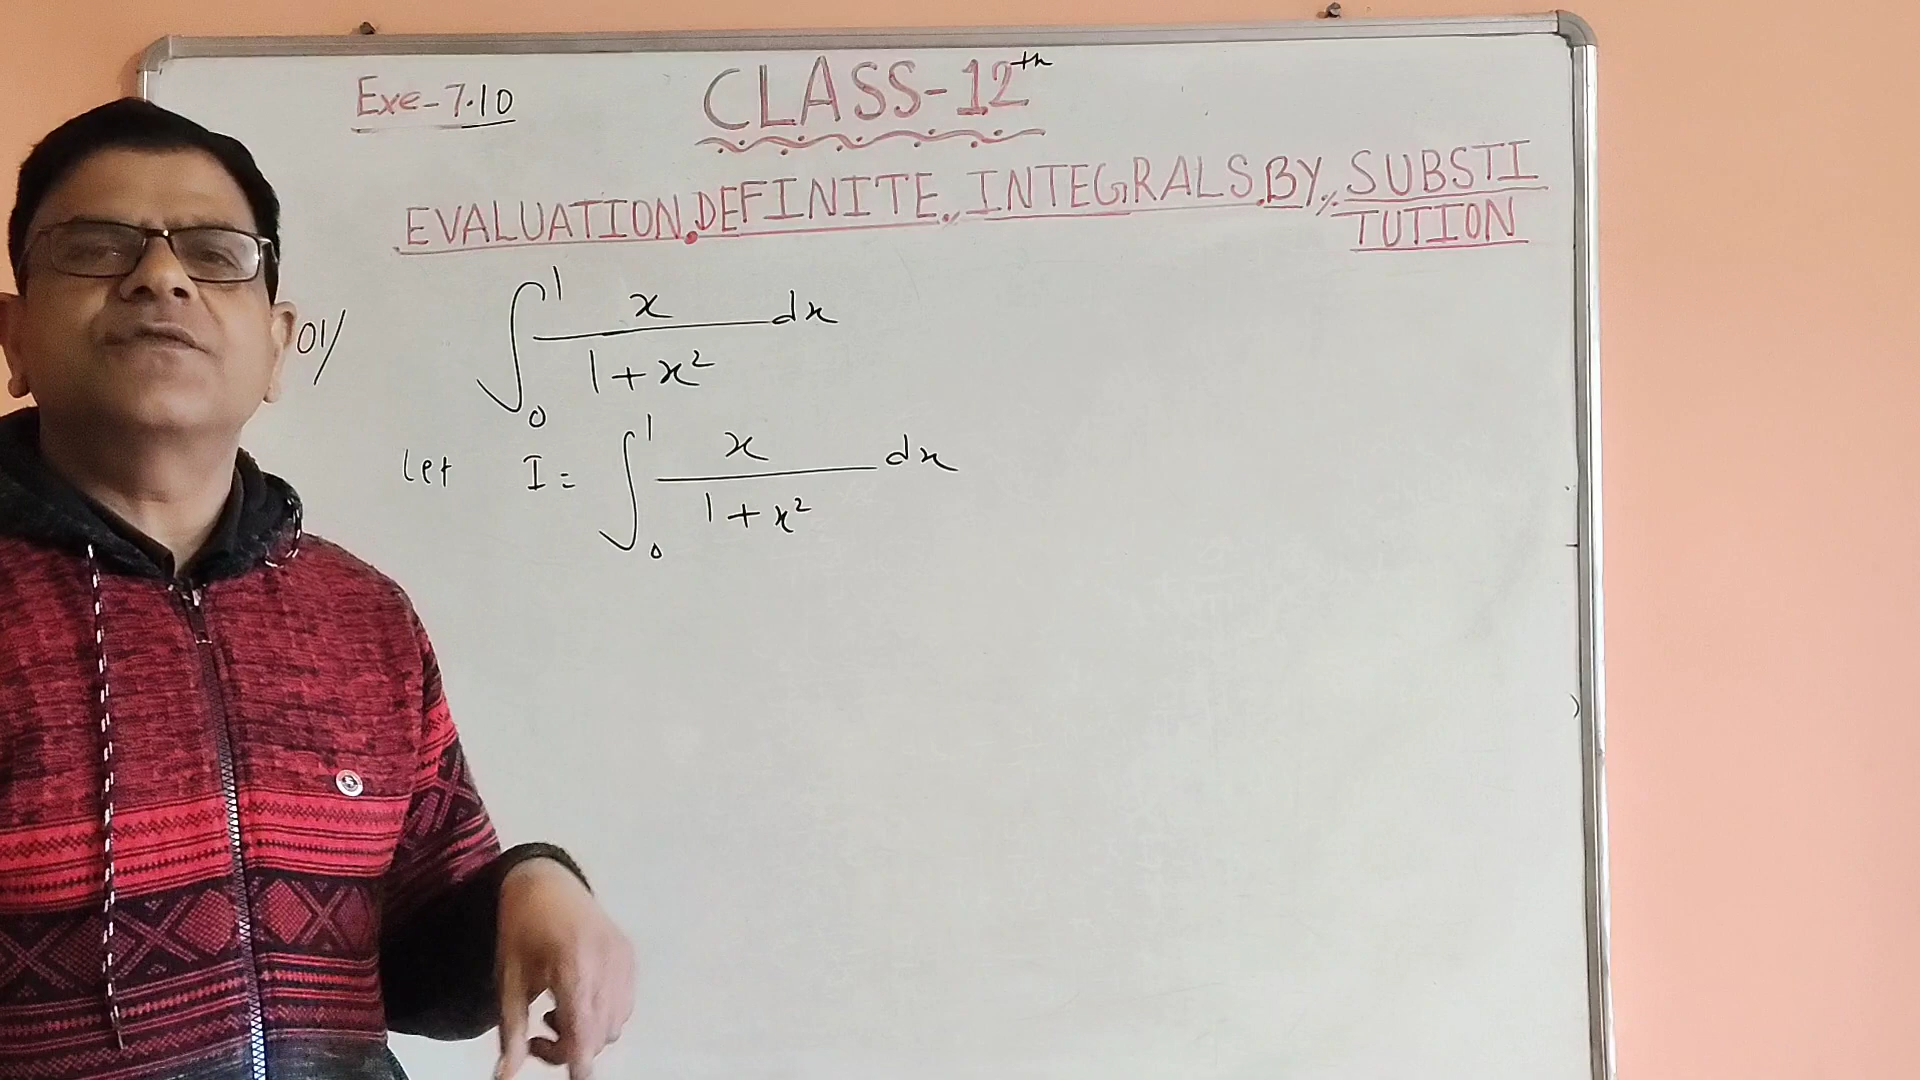 Exe-7.10
CLASS-12th
EVALUATION DEFINITE INTEGRALS BY SUBSTI
TUTION
01/ ∫₀¹ x/(1+x²) dx
Let I = ∫₀¹ x/(1+x²) dx